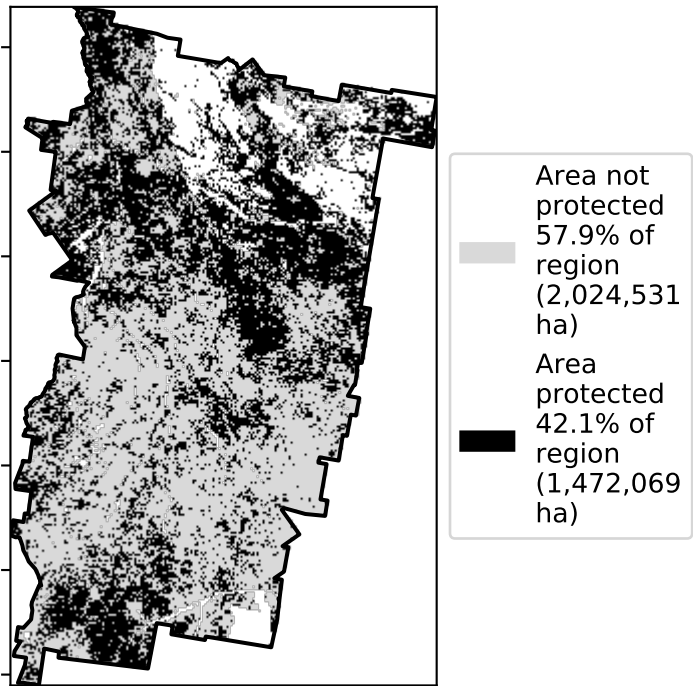 Area not
protected
57.9% of
region
(2,024,531
ha)
Area
protected
42.1% of
region
(1,472,069
ha)